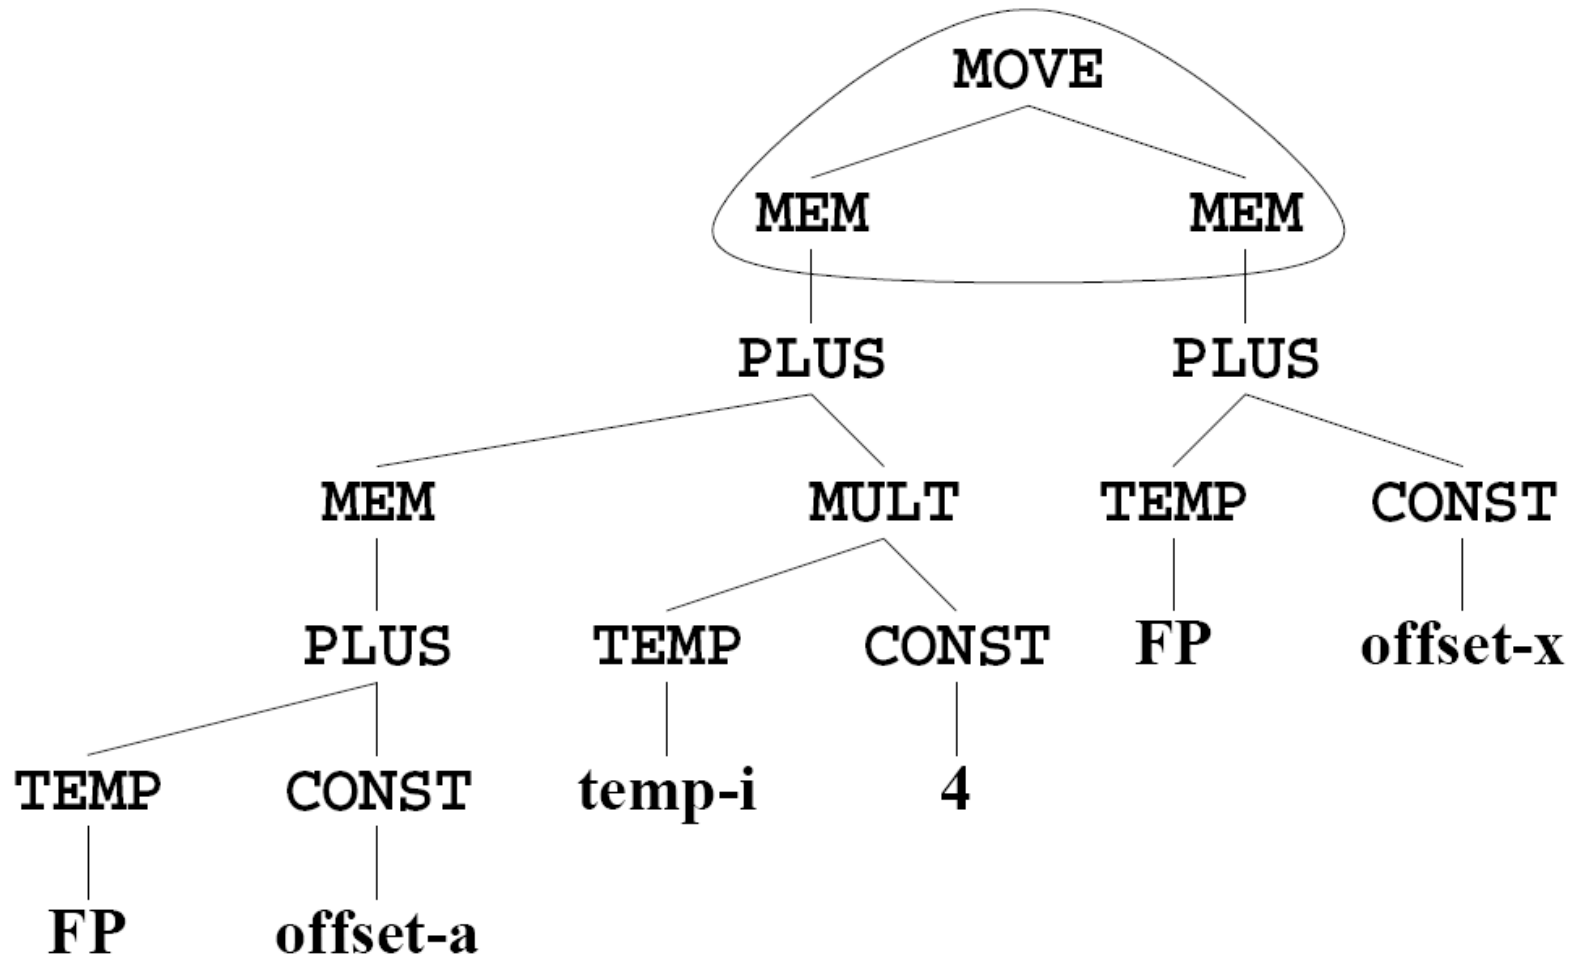 MOVE
MEM MEM
PLUS PLUS
MEM MULT TEMP CONST
PLUS TEMP CONST FP offset-x
TEMP CONST temp-i 4
FP offset-a